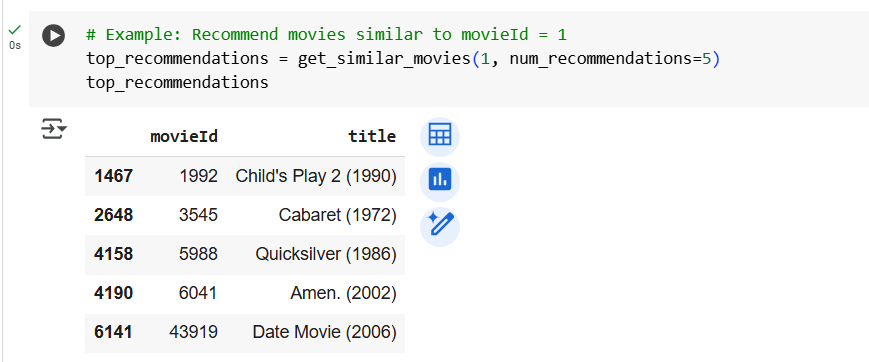 # Example: Recommend movies similar to movieId = 1
0s
top_recommendations = get_similar_movies(1, num_recommendations=5)
top_recommendations
movieId title
1467 1992 Child's Play 2 (1990)
2648 3545 Cabaret (1972)
4158 5988 Quicksilver (1986)
4190 6041 Amen. (2002)
6141 43919 Date Movie (2006)